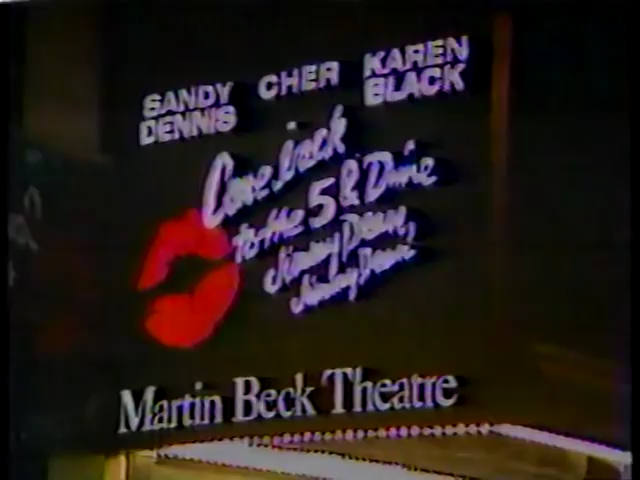 SANDY DENNIS
CHER
KAREN BLACK
Come back
to the 5 & Dime
Jimmy Dean,
Jimmy Dean
Martin Beck Theatre